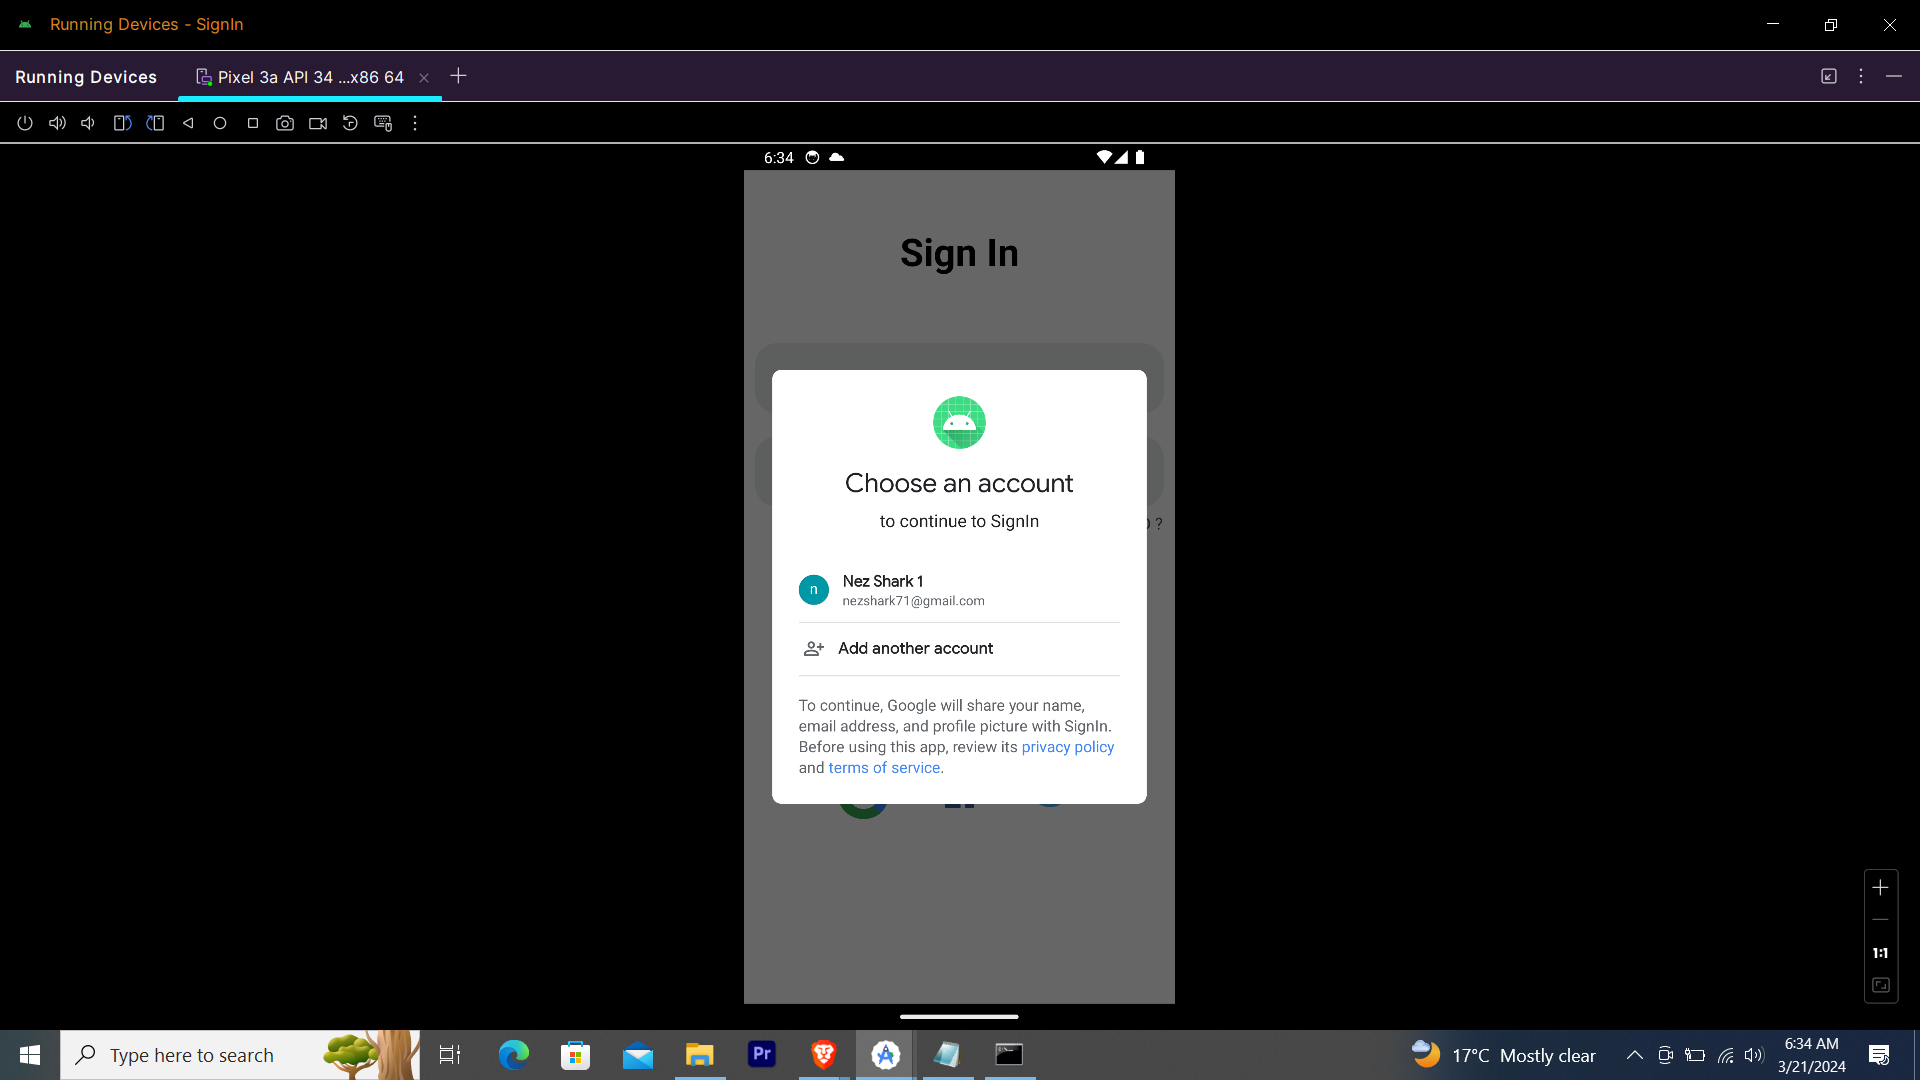 Running Devices - SignIn
Running Devices
Pixel 3a API 34 ...x86 64
6:34
Sign In
Choose an account
to continue to SignIn
?
n
Nez Shark 1
nezshark71@gmail.com
Add another account
To continue, Google will share your name,
email address, and profile picture with SignIn.
Before using this app, review its privacy policy
and terms of service.
1:1
Type here to search
Pr
17°C Mostly clear
6:34 AM
3/21/2024